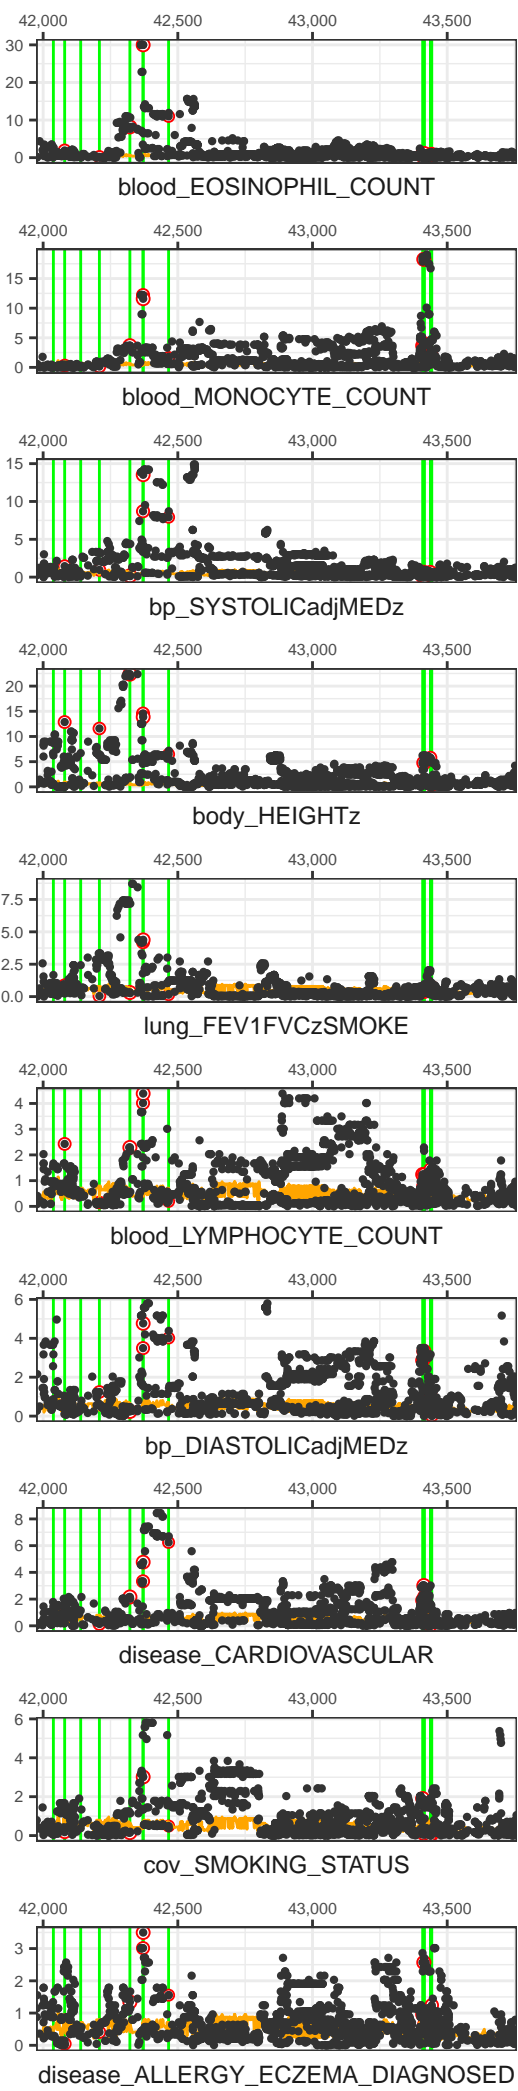 42,000 42,500 43,000 43,500
30
20
10
0
blood_EOSINOPHIL_COUNT
42,000 42,500 43,000 43,500
15
10
5
0
blood_MONOCYTE_COUNT
42,000 42,500 43,000 43,500
15
10
5
0
bp_SYSTOLICadjMEDz
42,000 42,500 43,000 43,500
20
15
10
5
0
body_HEIGHTz
42,000 42,500 43,000 43,500
7.5
5.0
2.5
0.0
lung_FEV1FVCzSMOKE
42,000 42,500 43,000 43,500
4
3
2
1
0
blood_LYMPHOCYTE_COUNT
42,000 42,500 43,000 43,500
6
4
2
0
bp_DIASTOLICadjMEDz
42,000 42,500 43,000 43,500
8
6
4
2
0
disease_CARDIOVASCULAR
42,000 42,500 43,000 43,500
6
4
2
0
cov_SMOKING_STATUS
42,000 42,500 43,000 43,500
3
2
1
0
disease_ALLERGY_ECZEMA_DIAGNOSED